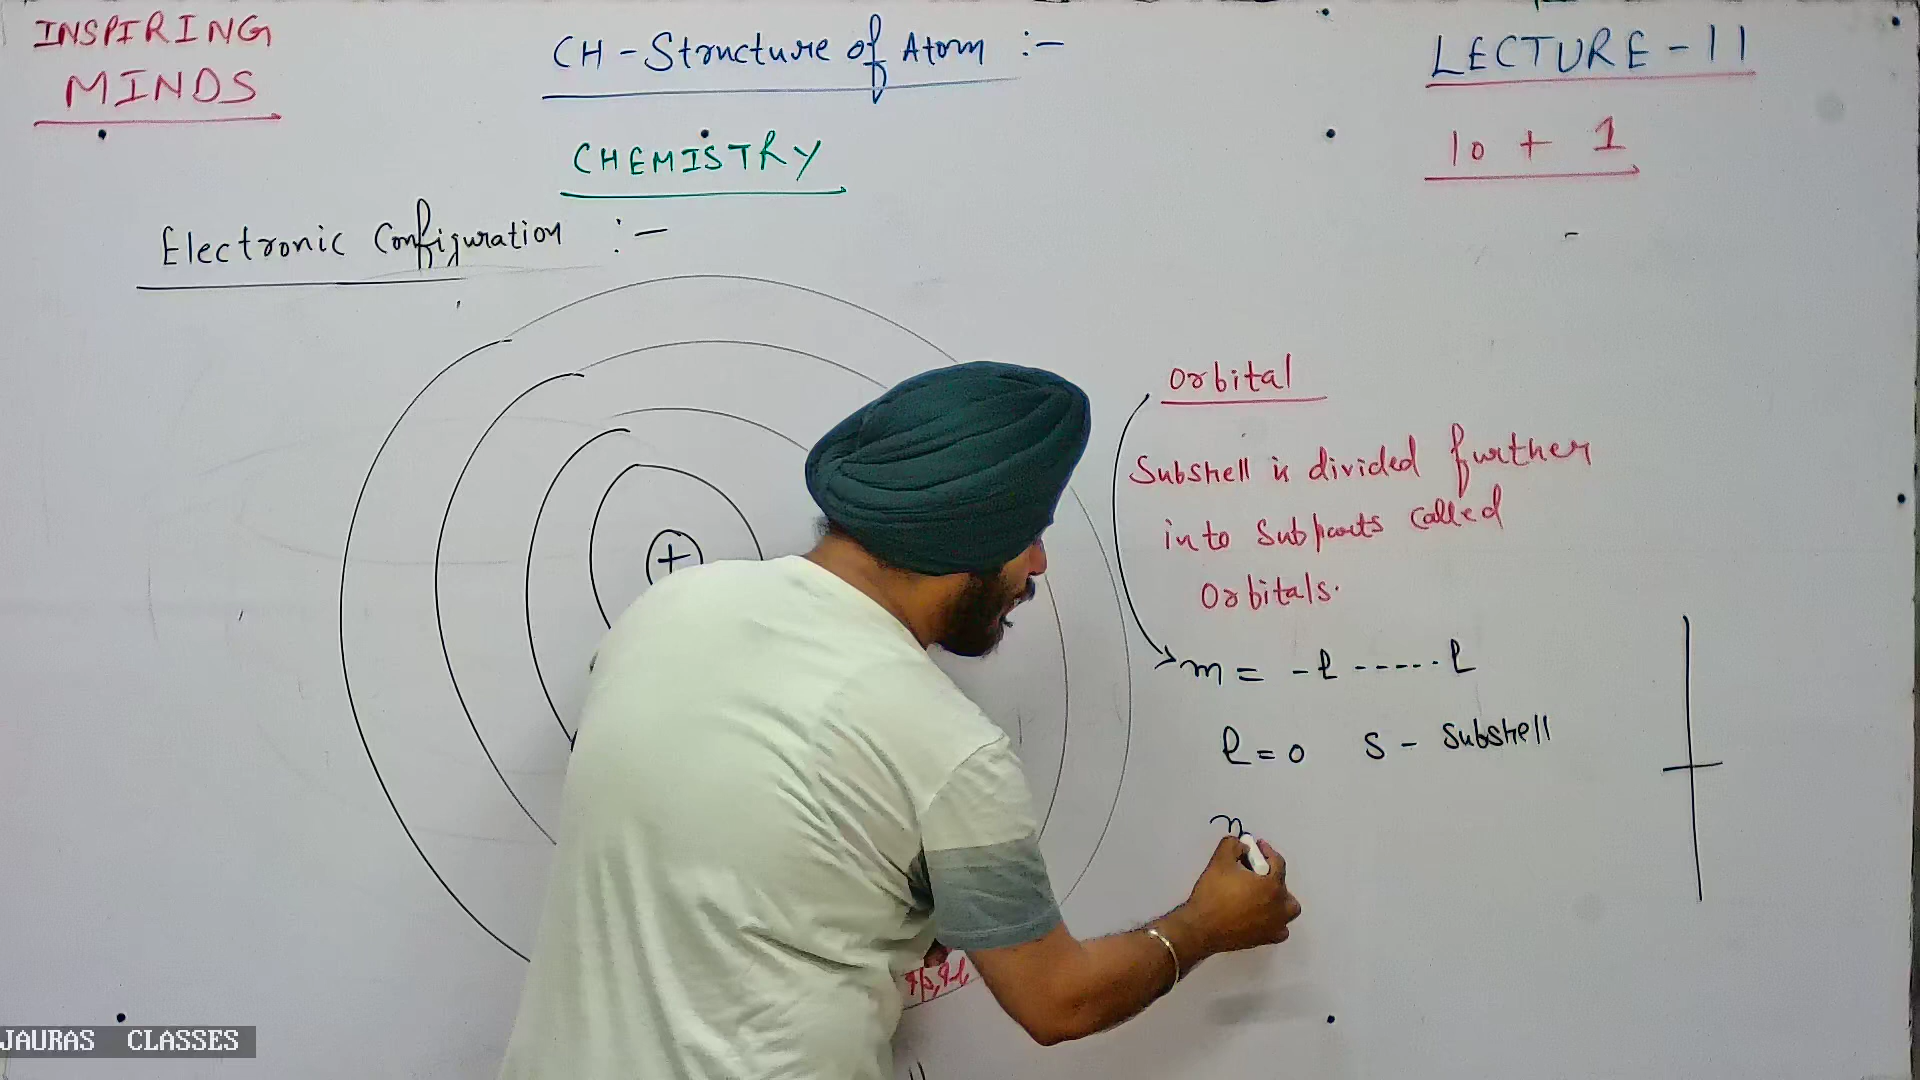 INSPIRING
MINDS
CH - Structure of Atom :-
LECTURE - 11
CHEMISTRY
10 + 1
Electronic Configuration :-
+
Orbital
Subshell is divided further
into Subparts called
Orbitals.
m = -l ----- l
l = 0 S - Subshell
m
JAURAS CLASSES